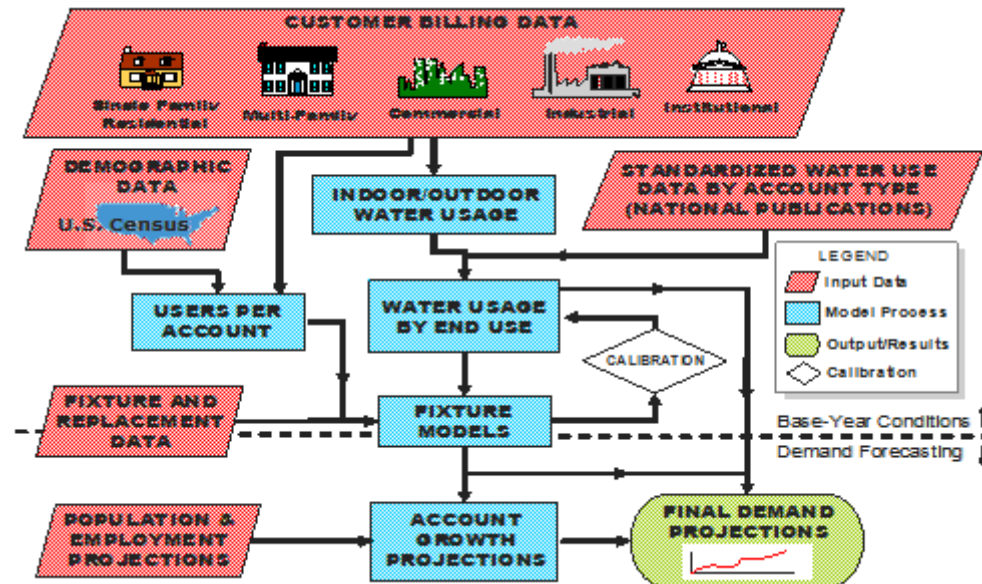 CUSTOMER BILLING DATA
Single Family
Residential
Multi-Family
Commercial
Industrial
Institutional
DEMOGRAPHIC
DATA
U.S. Census
INDOOR/OUTDOOR
WATER USAGE
STANDARDIZED WATER USE
DATA BY ACCOUNT TYPE
(NATIONAL PUBLICATIONS)
LEGEND
Input Data
Model Process
Output/Results
Calibration
USERS PER
ACCOUNT
WATER USAGE
BY END USE
CALIBRATION
FIXTURE AND
REPLACEMENT
DATA
FIXTURE
MODELS
Base-Year Conditions
Demand Forecasting
POPULATION &
EMPLOYMENT
PROJECTIONS
ACCOUNT
GROWTH
PROJECTIONS
FINAL DEMAND
PROJECTIONS